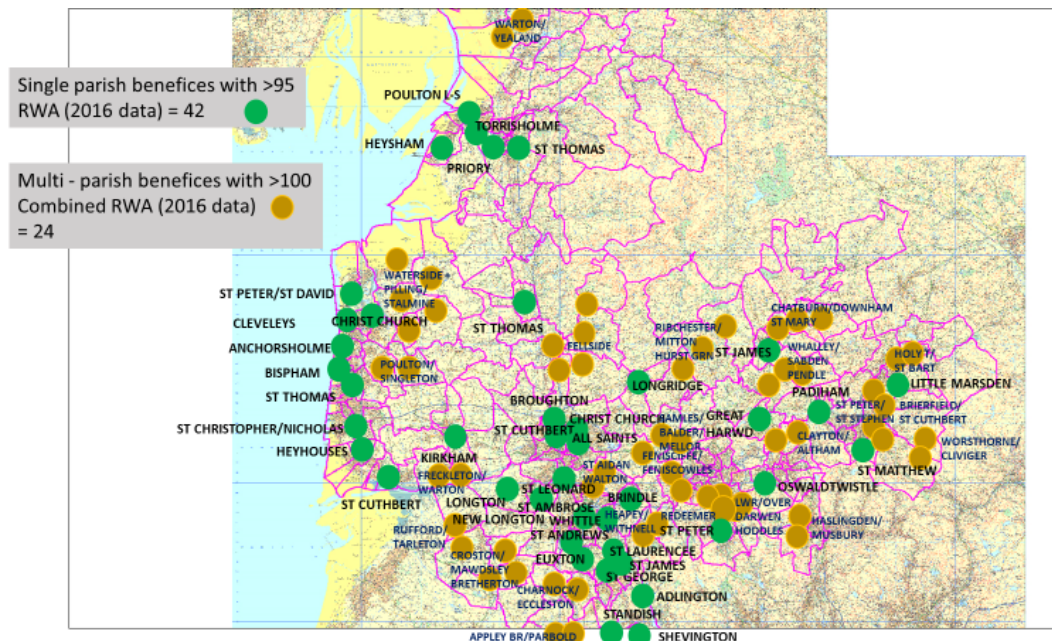 WARTON/
YEALAND
Single parish benefices with >95
RWA (2016 data) = 42
POULTON L-S
TORRISHOLME
HEYSHAM
ST THOMAS
PRIORY
Multi - parish benefices with >100
Combined RWA (2016 data)
= 24
WATERSIDE+
PILLING/
STALMINE
ST PETER/ST DAVID
CLEVELEYS
CHRIST CHURCH
ANCHORSHOLME
BISPHAM
POULTON/
SINGLETON
ST THOMAS
ST CHRISTOPHER/NICHOLAS
HEYHOUSES
ST CUTHBERT
KIRKHAM
FRECKLETON/
WARTON
ST THOMAS
FELLSIDE
RIBCHESTER/
MITTON
HURST GRN
ST JAMES
CHATBURN/DOWNHAM
ST MARY
WHALLEY/
SABDEN
PENDLE
HOLY T/
ST BART
LITTLE MARSDEN
LONGRIDGE
BROUGHTON
CHRIST CHURCH
ST CUTHBERT
ALL SAINTS
BALDER/
MELLOR
GREAT
HARWD
PADIHAM
ST PETER/
ST STEPHEN
BRIERFIELD/
ST CUTHBERT
CLAYTON/
ALTHAM
WORSTHORNE/
CLIVIGER
ST MATTHEW
FENISCLIFFE/
FENISCOWLES
ST AIDAN
WALTON
OSWALDTWISTLE
LONGTON
ST LEONARD
BRINDLE
ST AMBROSE
NEW LONGTON
WHITTLE
HEAPEY/
WITHNELL
REDEEMER
LWR/OVER
DARWEN
HODDLES
ST PETER
HASLINGDEN/
MUSBURY
RUFFORD/
TARLETON
ST ANDREWS
ST LAURENCEE
EUXTON
ST JAMES
ST GEORGE
CROSTON/
MAWDSLEY
BRETHERTON
CHARNOCK/
ECCLESTON
ADLINGTON
STANDISH
APPLEY BR/PARBOLD
SHEVINGTON